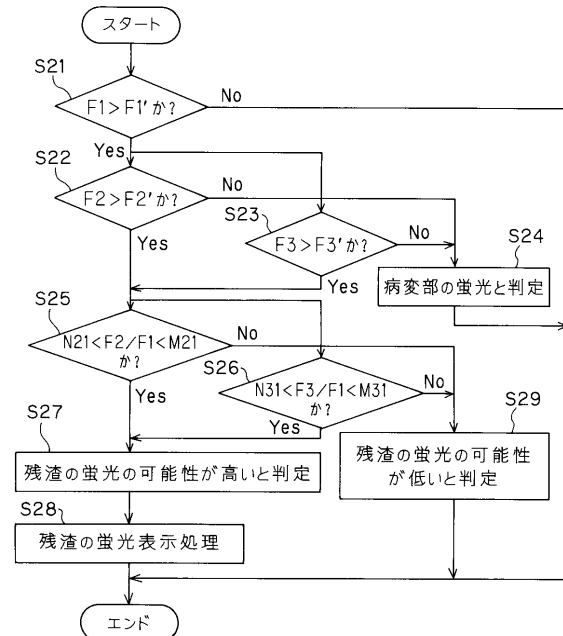 スタート
S21
F1>F1′か?
No
Yes
S22
F2>F2′か?
No
Yes
S23
F3>F3′か?
No
Yes
S24
病変部の蛍光と判定
S25
N21<F2/F1<M21
か?
No
Yes
S26
N31<F3/F1<M31
か?
No
Yes
S27
残渣の蛍光の可能性が高いと判定
S29
残渣の蛍光の可能性
が低いと判定
S28
残渣の蛍光表示処理
エンド